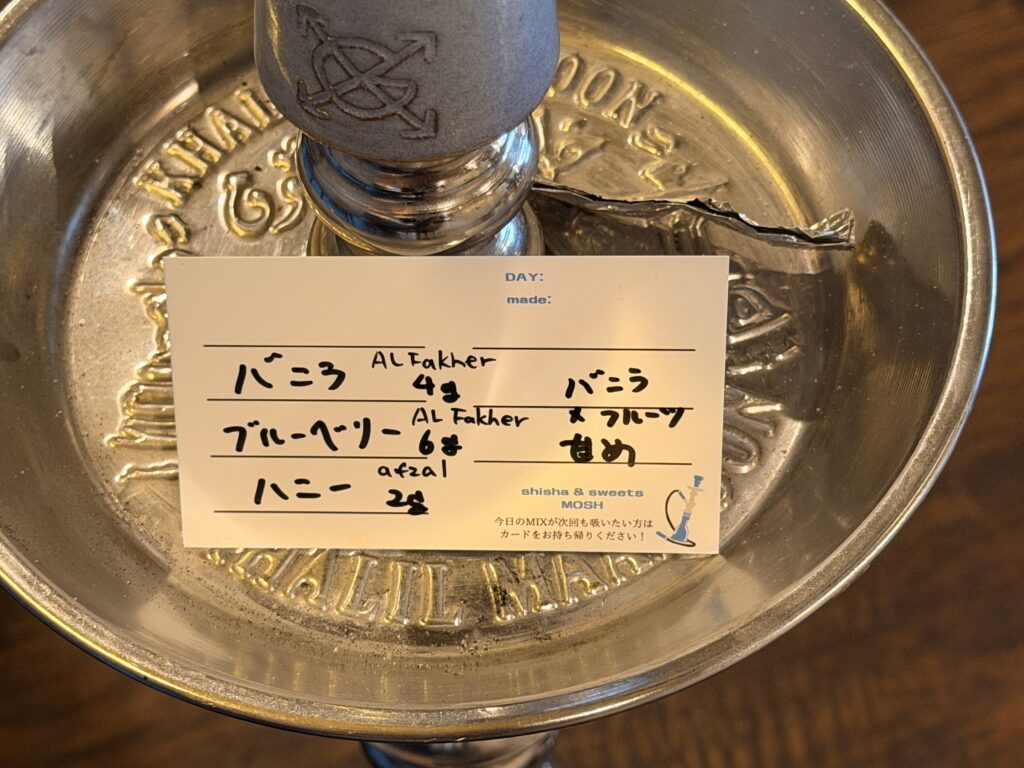 DAY:
made:
バニラ AL Fakher 4g
ブルーベリー AL Fakher 6g
ハニー afzal 2g
バニラ
× フルーツ
甘め
shisha & sweets
MOSH
今日のMIXが次回も吸いたい方は
カードをお持ち帰りください！
KHALIL MAM